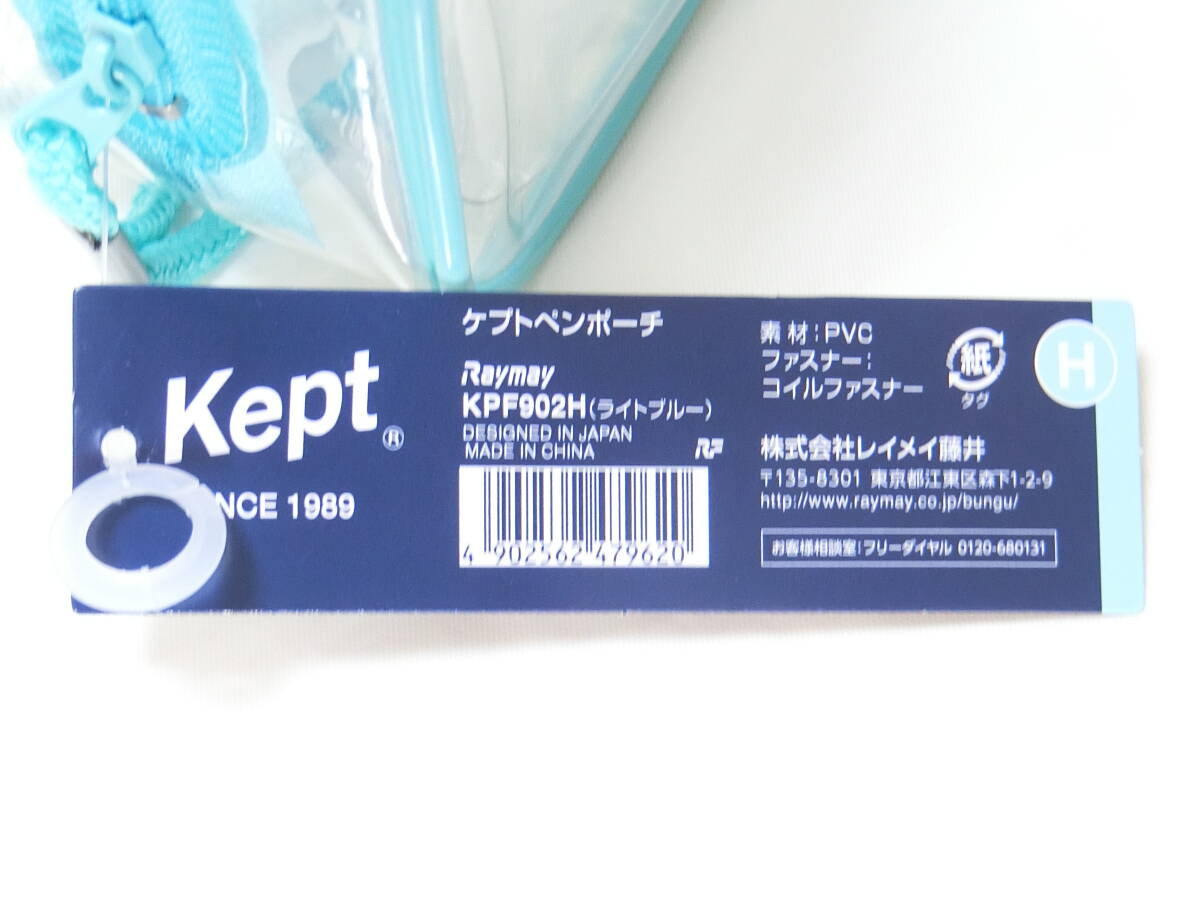 Kept®
SINCE 1989
ケプトペンポーチ
Raymay
KPF902H(ライトブルー)
DESIGNED IN JAPAN
MADE IN CHINA
RF
4 902562 479620
素材:PVC
ファスナー:
コイルファスナー
紙
タグ
株式会社レイメイ藤井
〒135-8301 東京都江東区森下1-2-9
http://www.raymay.co.jp/bungu/
お客様相談室:フリーダイヤル 0120-680131
H